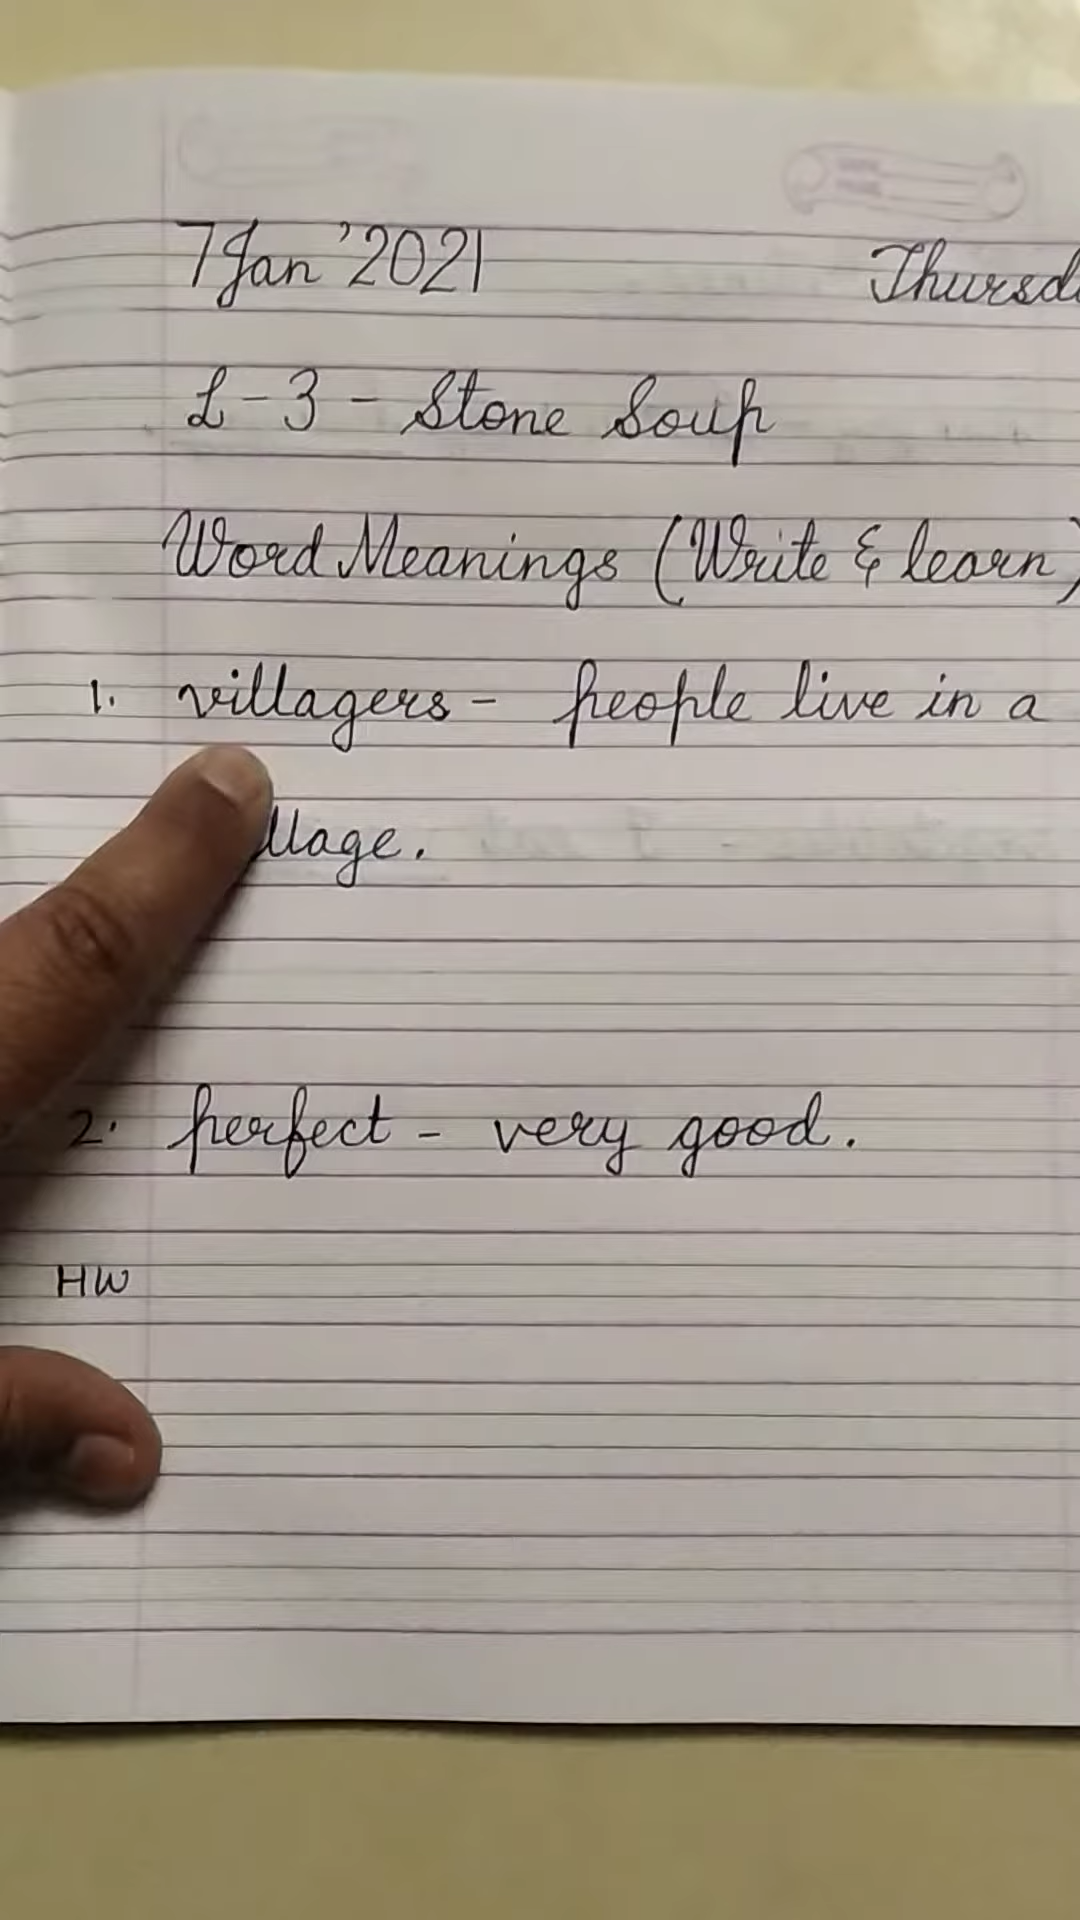 7 Jan '2021 Thursd
L-3 - Stone Soup
Word Meanings (Write & learn)
1. villagers - people live in a
llage.
2. perfect - very good.
HW